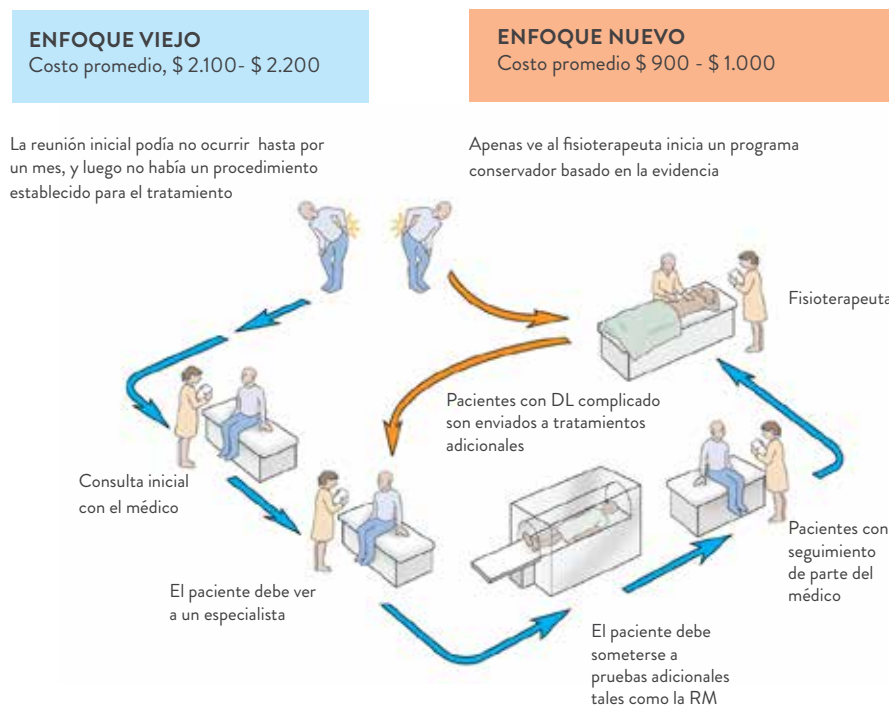 ENFOQUE VIEJO
Costo promedio, $ 2.100- $ 2.200
ENFOQUE NUEVO
Costo promedio $ 900 - $ 1.000
La reunión inicial podía no ocurrir hasta por
un mes, y luego no había un procedimiento
establecido para el tratamiento
Apenas ve al fisioterapeuta inicia un programa
conservador basado en la evidencia
Fisioterapeuta
Pacientes con DL complicado
son enviados a tratamientos
adicionales
Consulta inicial
con el médico
El paciente debe ver
a un especialista
Pacientes con
seguimiento
de parte del
médico
El paciente debe
someterse a
pruebas adicionales
tales como la RM